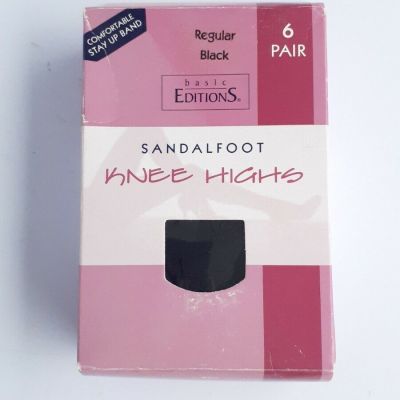 COMFORTABLE
STAY UP BAND
Regular
Black
6
PAIR
basic
EDITIONS®
SANDALFOOT
KNEE HIGHS